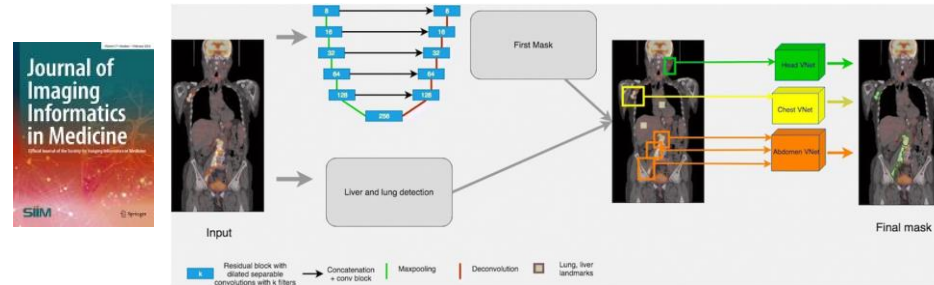 Journal of
Imaging
Informatics
in Medicine
SIIM
Springer
Input
8
8
16
16
32
32
64
64
128
128
256
First Mask
Liver and lung detection
Head VNet
Chest VNet
Abdomen VNet
Final mask
k
Residual block with
dilated separable
convolutions with k filters
Concatenation
+ conv block
Maxpooling
Deconvolution
Lung, liver
landmarks